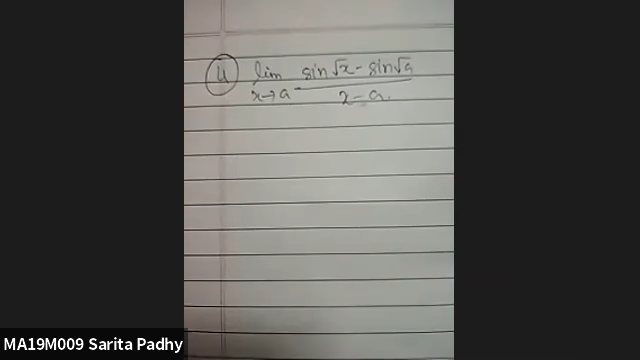 4 lim sin√x - sin√a
x→a x - a.
MA19M009 Sarita Padhy